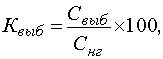 Kвыб = Cвыб / Cнг × 100,